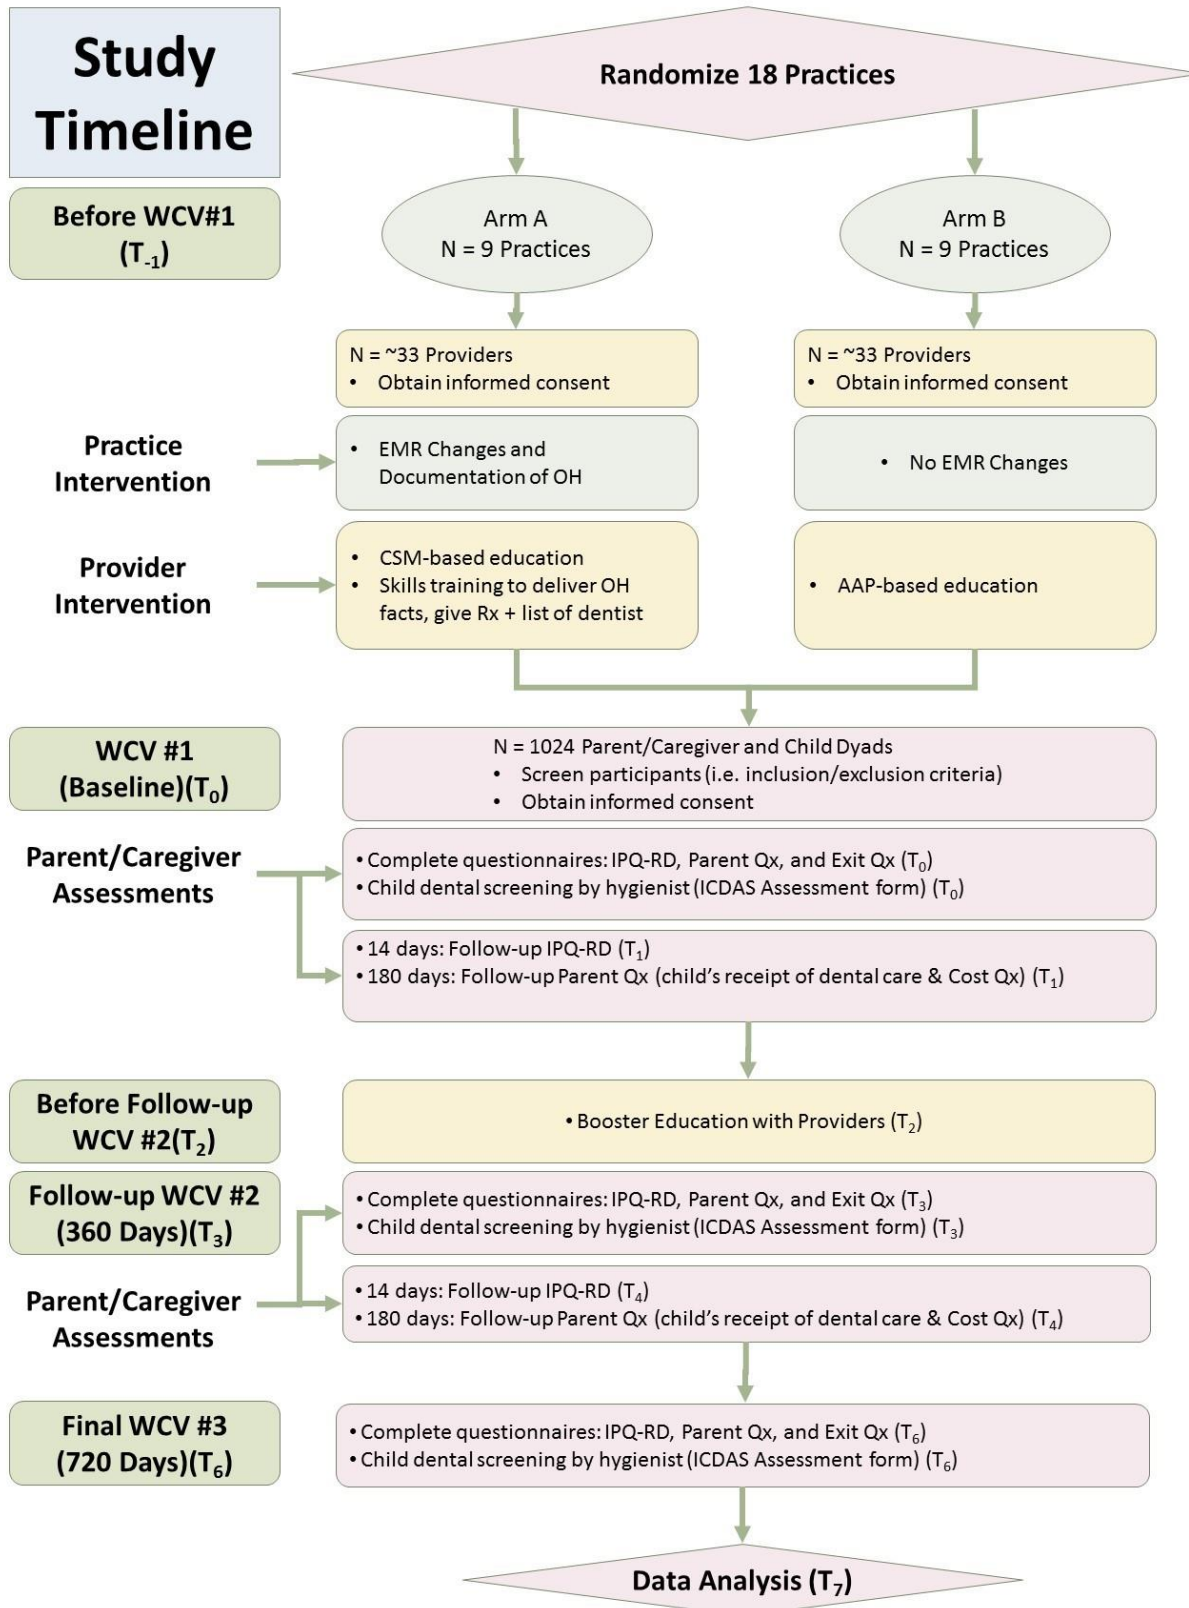 Study
Timeline
Randomize 18 Practices
Before WCV#1
(T₋₁)
Arm A
N = 9 Practices
Arm B
N = 9 Practices
N = ~33 Providers
• Obtain informed consent
N = ~33 Providers
• Obtain informed consent
Practice
Intervention
• EMR Changes and
Documentation of OH
• No EMR Changes
Provider
Intervention
• CSM-based education
• Skills training to deliver OH
facts, give Rx + list of dentist
• AAP-based education
WCV #1
(Baseline)(T₀)
N = 1024 Parent/Caregiver and Child Dyads
• Screen participants (i.e. inclusion/exclusion criteria)
• Obtain informed consent
Parent/Caregiver
Assessments
• Complete questionnaires: IPQ-RD, Parent Qx, and Exit Qx (T₀)
• Child dental screening by hygienist (ICDAS Assessment form) (T₀)
• 14 days: Follow-up IPQ-RD (T₁)
• 180 days: Follow-up Parent Qx (child's receipt of dental care & Cost Qx) (T₁)
Before Follow-up
WCV #2(T₂)
• Booster Education with Providers (T₂)
Follow-up WCV #2
(360 Days)(T₃)
• Complete questionnaires: IPQ-RD, Parent Qx, and Exit Qx (T₃)
• Child dental screening by hygienist (ICDAS Assessment form) (T₃)
Parent/Caregiver
Assessments
• 14 days: Follow-up IPQ-RD (T₄)
• 180 days: Follow-up Parent Qx (child's receipt of dental care & Cost Qx) (T₄)
Final WCV #3
(720 Days)(T₆)
• Complete questionnaires: IPQ-RD, Parent Qx, and Exit Qx (T₆)
• Child dental screening by hygienist (ICDAS Assessment form) (T₆)
Data Analysis (T₇)